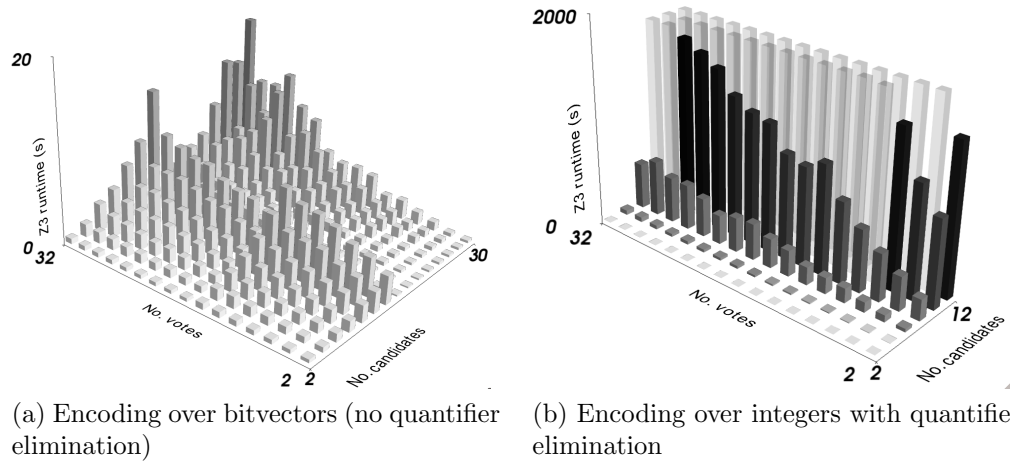 20
Z3 runtime (s)
0
32
No. votes
2
2
No. candidates
30
2000
Z3 runtime (s)
0
32
No. votes
2
2
No. candidates
12
(a) Encoding over bitvectors (no quantifier
elimination)
(b) Encoding over integers with quantifie
elimination